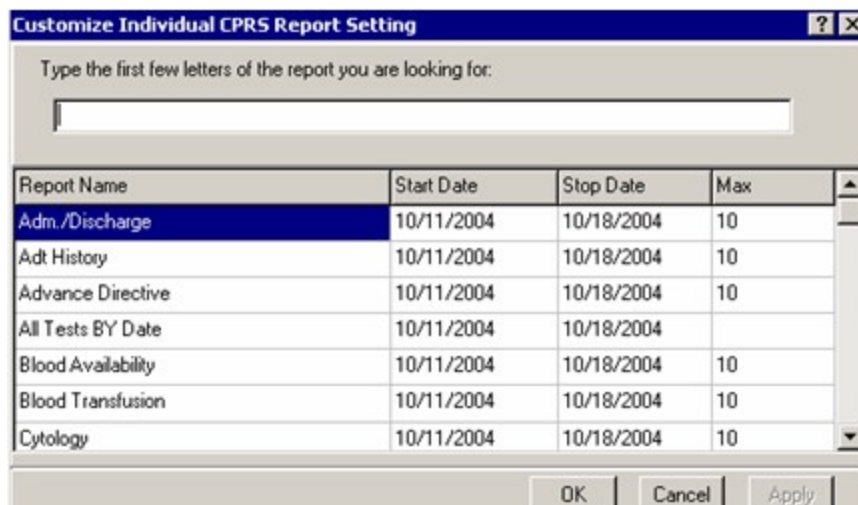 Customize Individual CPRS Report Setting
Type the first few letters of the report you are looking for:
Report Name Start Date Stop Date Max
Adm./Discharge 10/11/2004 10/18/2004 10
Adt History 10/11/2004 10/18/2004 10
Advance Directive 10/11/2004 10/18/2004 10
All Tests BY Date 10/11/2004 10/18/2004
Blood Availability 10/11/2004 10/18/2004 10
Blood Transfusion 10/11/2004 10/18/2004 10
Cytology 10/11/2004 10/18/2004 10
OK Cancel Apply